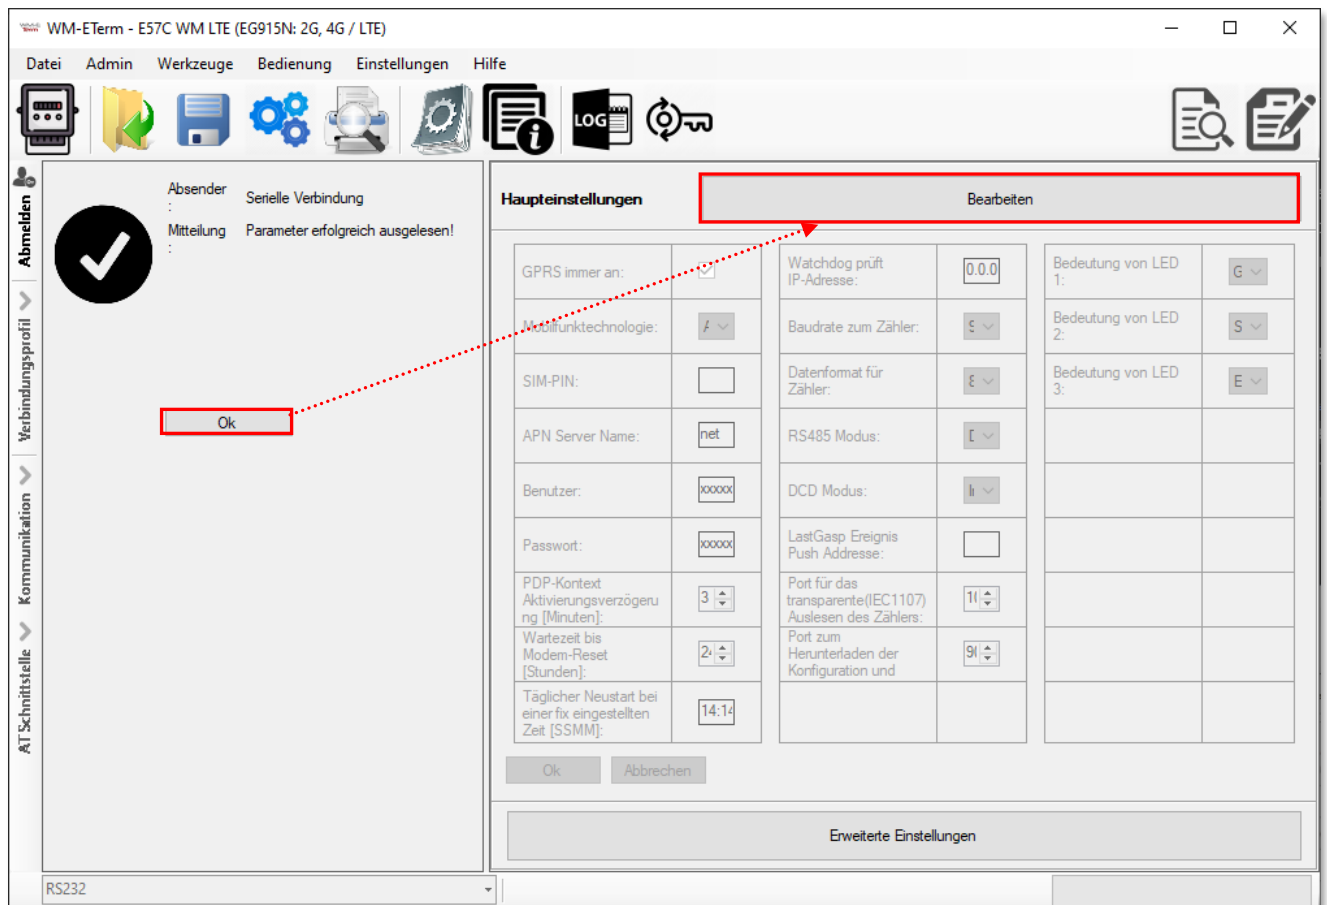 WM-ETerm - E57C WM LTE (EG915N: 2G, 4G / LTE)
Datei Admin Werkzeuge Bedienung Einstellungen Hilfe
LOG
Abmelden
Verbindungsprofil
Kommunikation
AT Schnittstelle
Absender
:
Serielle Verbindung
Mitteilung
:
Parameter erfolgreich ausgelesen!
Ok
Haupteinstellungen
Bearbeiten
GPRS immer an:
Mobilfunktechnologie:
SIM-PIN:
APN Server Name:
net
Benutzer:
xxxxx
Passwort:
xxxxx
PDP-Kontext
Aktivierungsverzögeru
ng [Minuten]:
3
Wartezeit bis
Modem-Reset
[Stunden]:
24
Täglicher Neustart bei
einer fix eingestellten
Zeit [SSMM]:
14:14
Watchdog prüft
IP-Adresse:
0.0.0
Baudrate zum Zähler:
Datenformat für
Zähler:
8
RS485 Modus:
DCD Modus:
LastGasp Ereignis
Push Addresse:
Port für das
transparente(IEC1107)
Auslesen des Zählers:
Port zum
Herunterladen der
Konfiguration und
Bedeutung von LED
1:
G
Bedeutung von LED
2:
S
Bedeutung von LED
3:
E
Ok
Abbrechen
Erweiterte Einstellungen
RS232